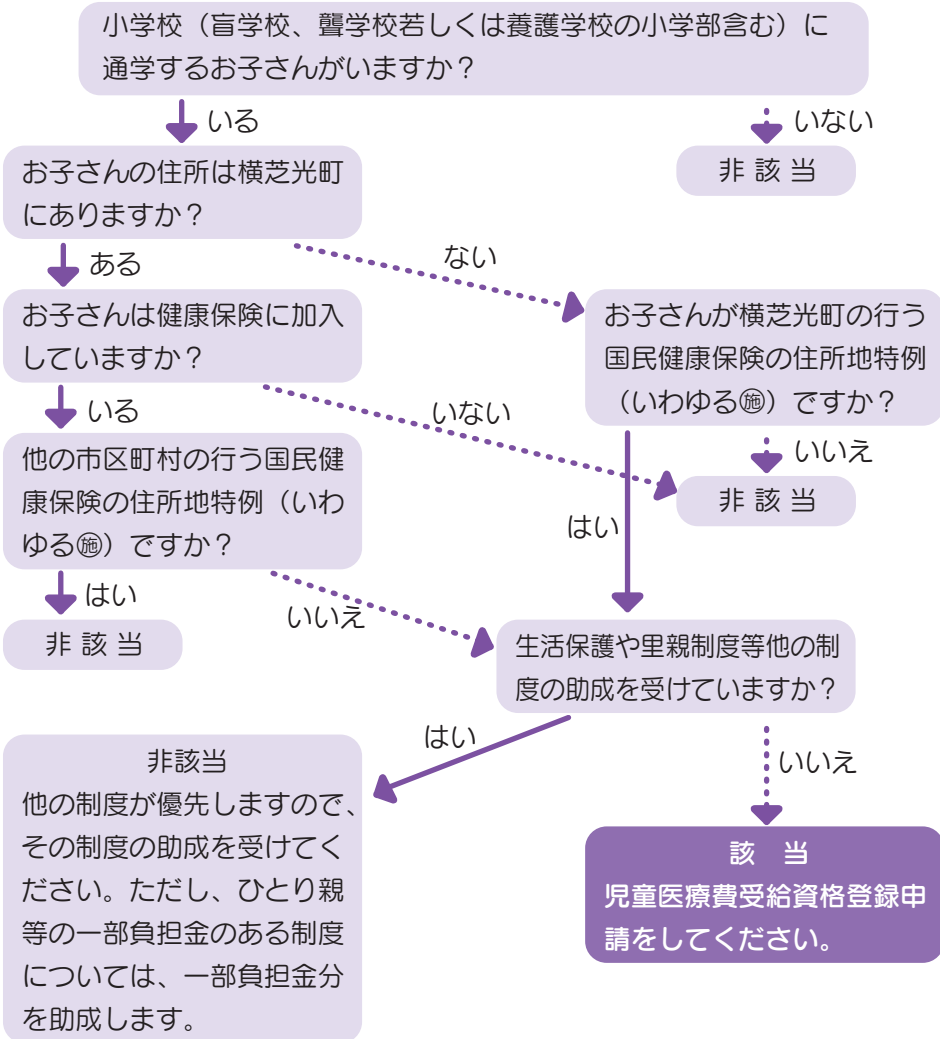 小学校（盲学校、聾学校若しくは養護学校の小学部含む）に
通学するお子さんがいますか？
いる
いない
お子さんの住所は横芝光町
にありますか？
非該当
ある
ない
お子さんは健康保険に加入
していますか？
お子さんが横芝光町の行う
国民健康保険の住所地特例
（いわゆる㊩）ですか？
いる
いない
いいえ
他の市区町村の行う国民健
康保険の住所地特例（いわ
ゆる施）ですか？
非該当
はい
はい
いいえ
非該当
生活保護や里親制度等他の制
度の助成を受けていますか？
はい
いいえ
非該当
他の制度が優先しますので、
その制度の助成を受けてく
ださい。ただし、ひとり親
等の一部負担金のある制度
については、一部負担金分
を助成します。
該　当
児童医療費受給資格登録申
請をしてください。